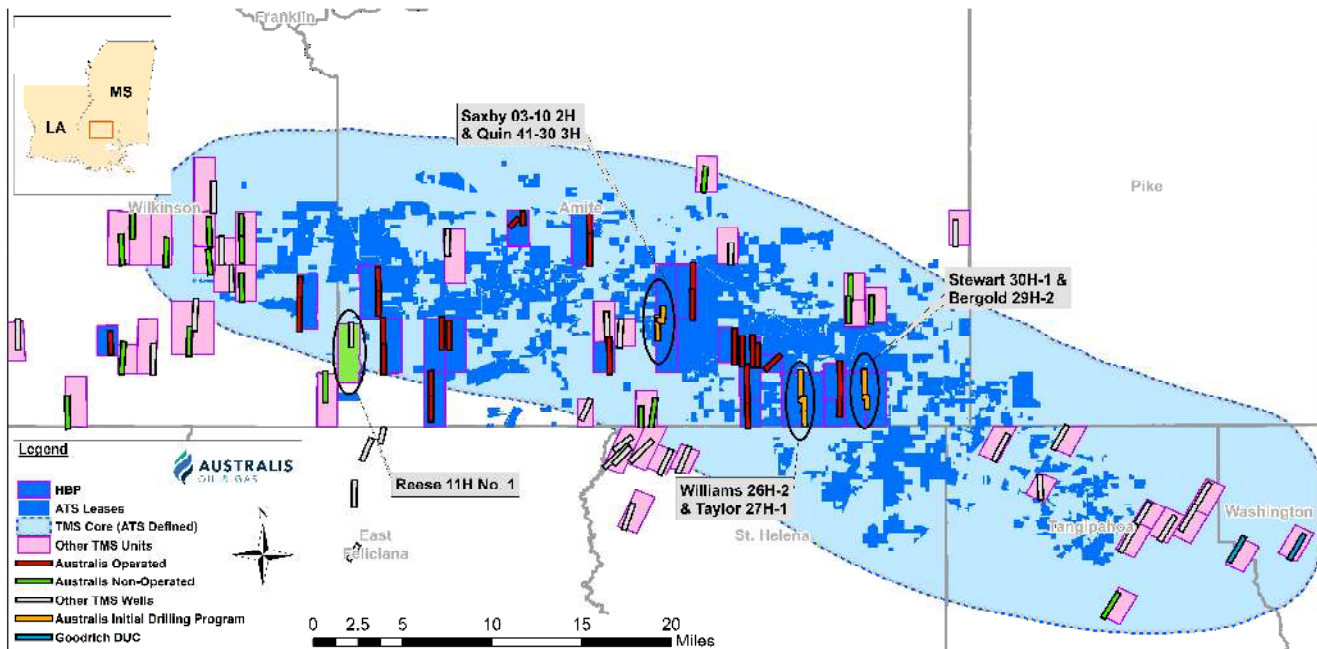 Franklin
MS
LA
Saxby 03-10 2H
& Quin 41-30 3H
Wilkinson
Amite
Pike
Stewart 30H-1 &
Bergold 29H-2
Legend
AUSTRALIS
OIL & GAS
Reese 11H No. 1
Williams 26H-2
& Taylor 27H-1
HBP
ATS Leases
TMS Core (ATS Defined)
Other TMS Units
Australis Operated
Australis Non-Operated
Other TMS Wells
Australis Initial Drilling Program
Goodrich DUC
East
Feliciana
St. Helena
Tangipahoa
Washington
N
0 2.5 5 10 15 20
Miles